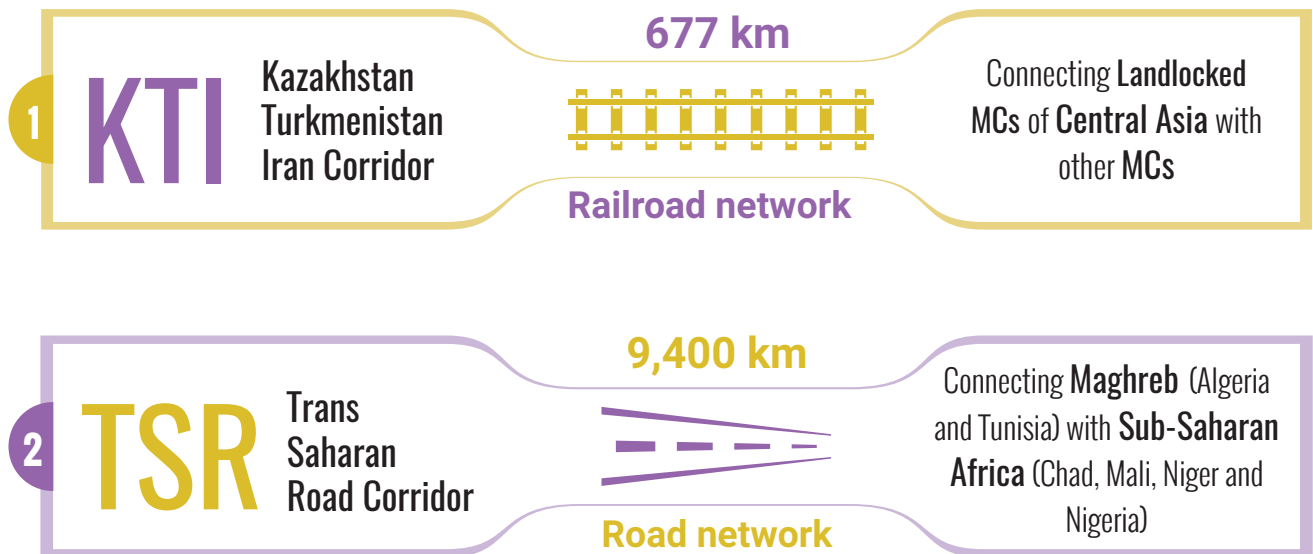 1
KTI
Kazakhstan
Turkmenistan
Iran Corridor
677 km
Railroad network
Connecting Landlocked
MCs of Central Asia with
other MCs
2
TSR
Trans
Saharan
Road Corridor
9,400 km
Road network
Connecting Maghreb (Algeria
and Tunisia) with Sub-Saharan
Africa (Chad, Mali, Niger and
Nigeria)